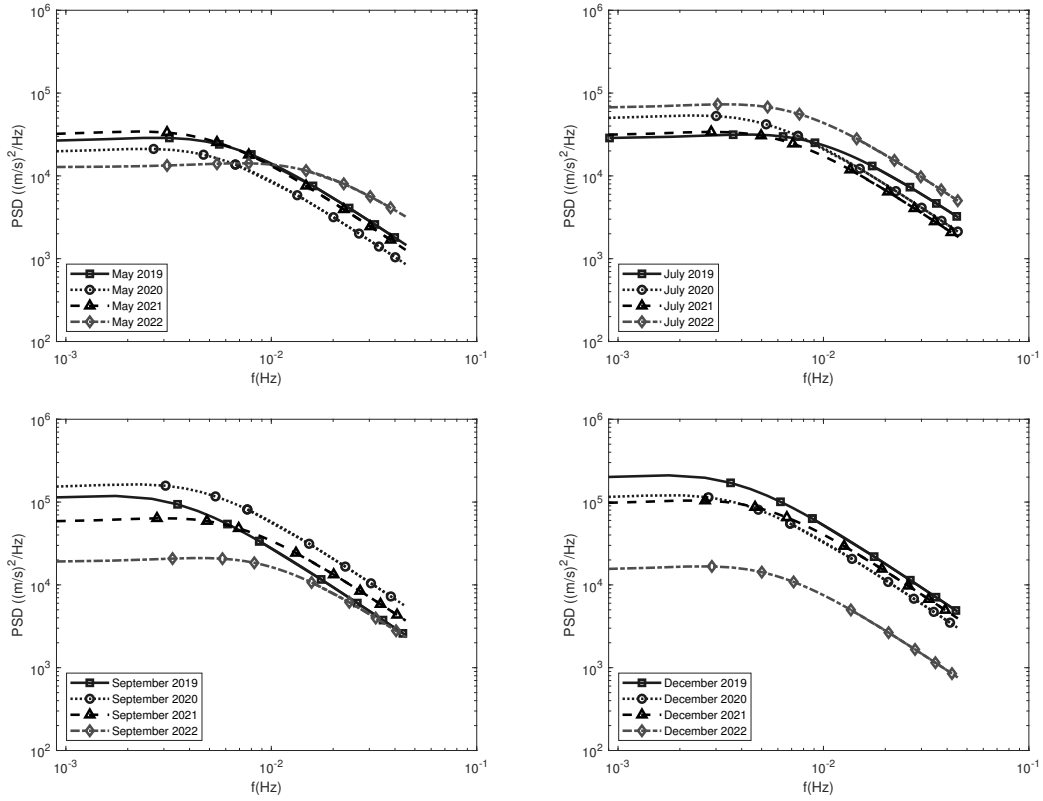 10^6
10^5
10^4
10^3
10^2
PSD ((m/s)^2/Hz)
May 2019
May 2020
May 2021
May 2022
10^-3
10^-2
10^-1
f(Hz)
10^6
10^5
10^4
10^3
10^2
PSD ((m/s)^2/Hz)
July 2019
July 2020
July 2021
July 2022
10^-3
10^-2
10^-1
f(Hz)
10^6
10^5
10^4
10^3
10^2
PSD ((m/s)^2/Hz)
September 2019
September 2020
September 2021
September 2022
10^-3
10^-2
10^-1
f(Hz)
10^6
10^5
10^4
10^3
10^2
PSD ((m/s)^2/Hz)
December 2019
December 2020
December 2021
December 2022
10^-3
10^-2
10^-1
f(Hz)